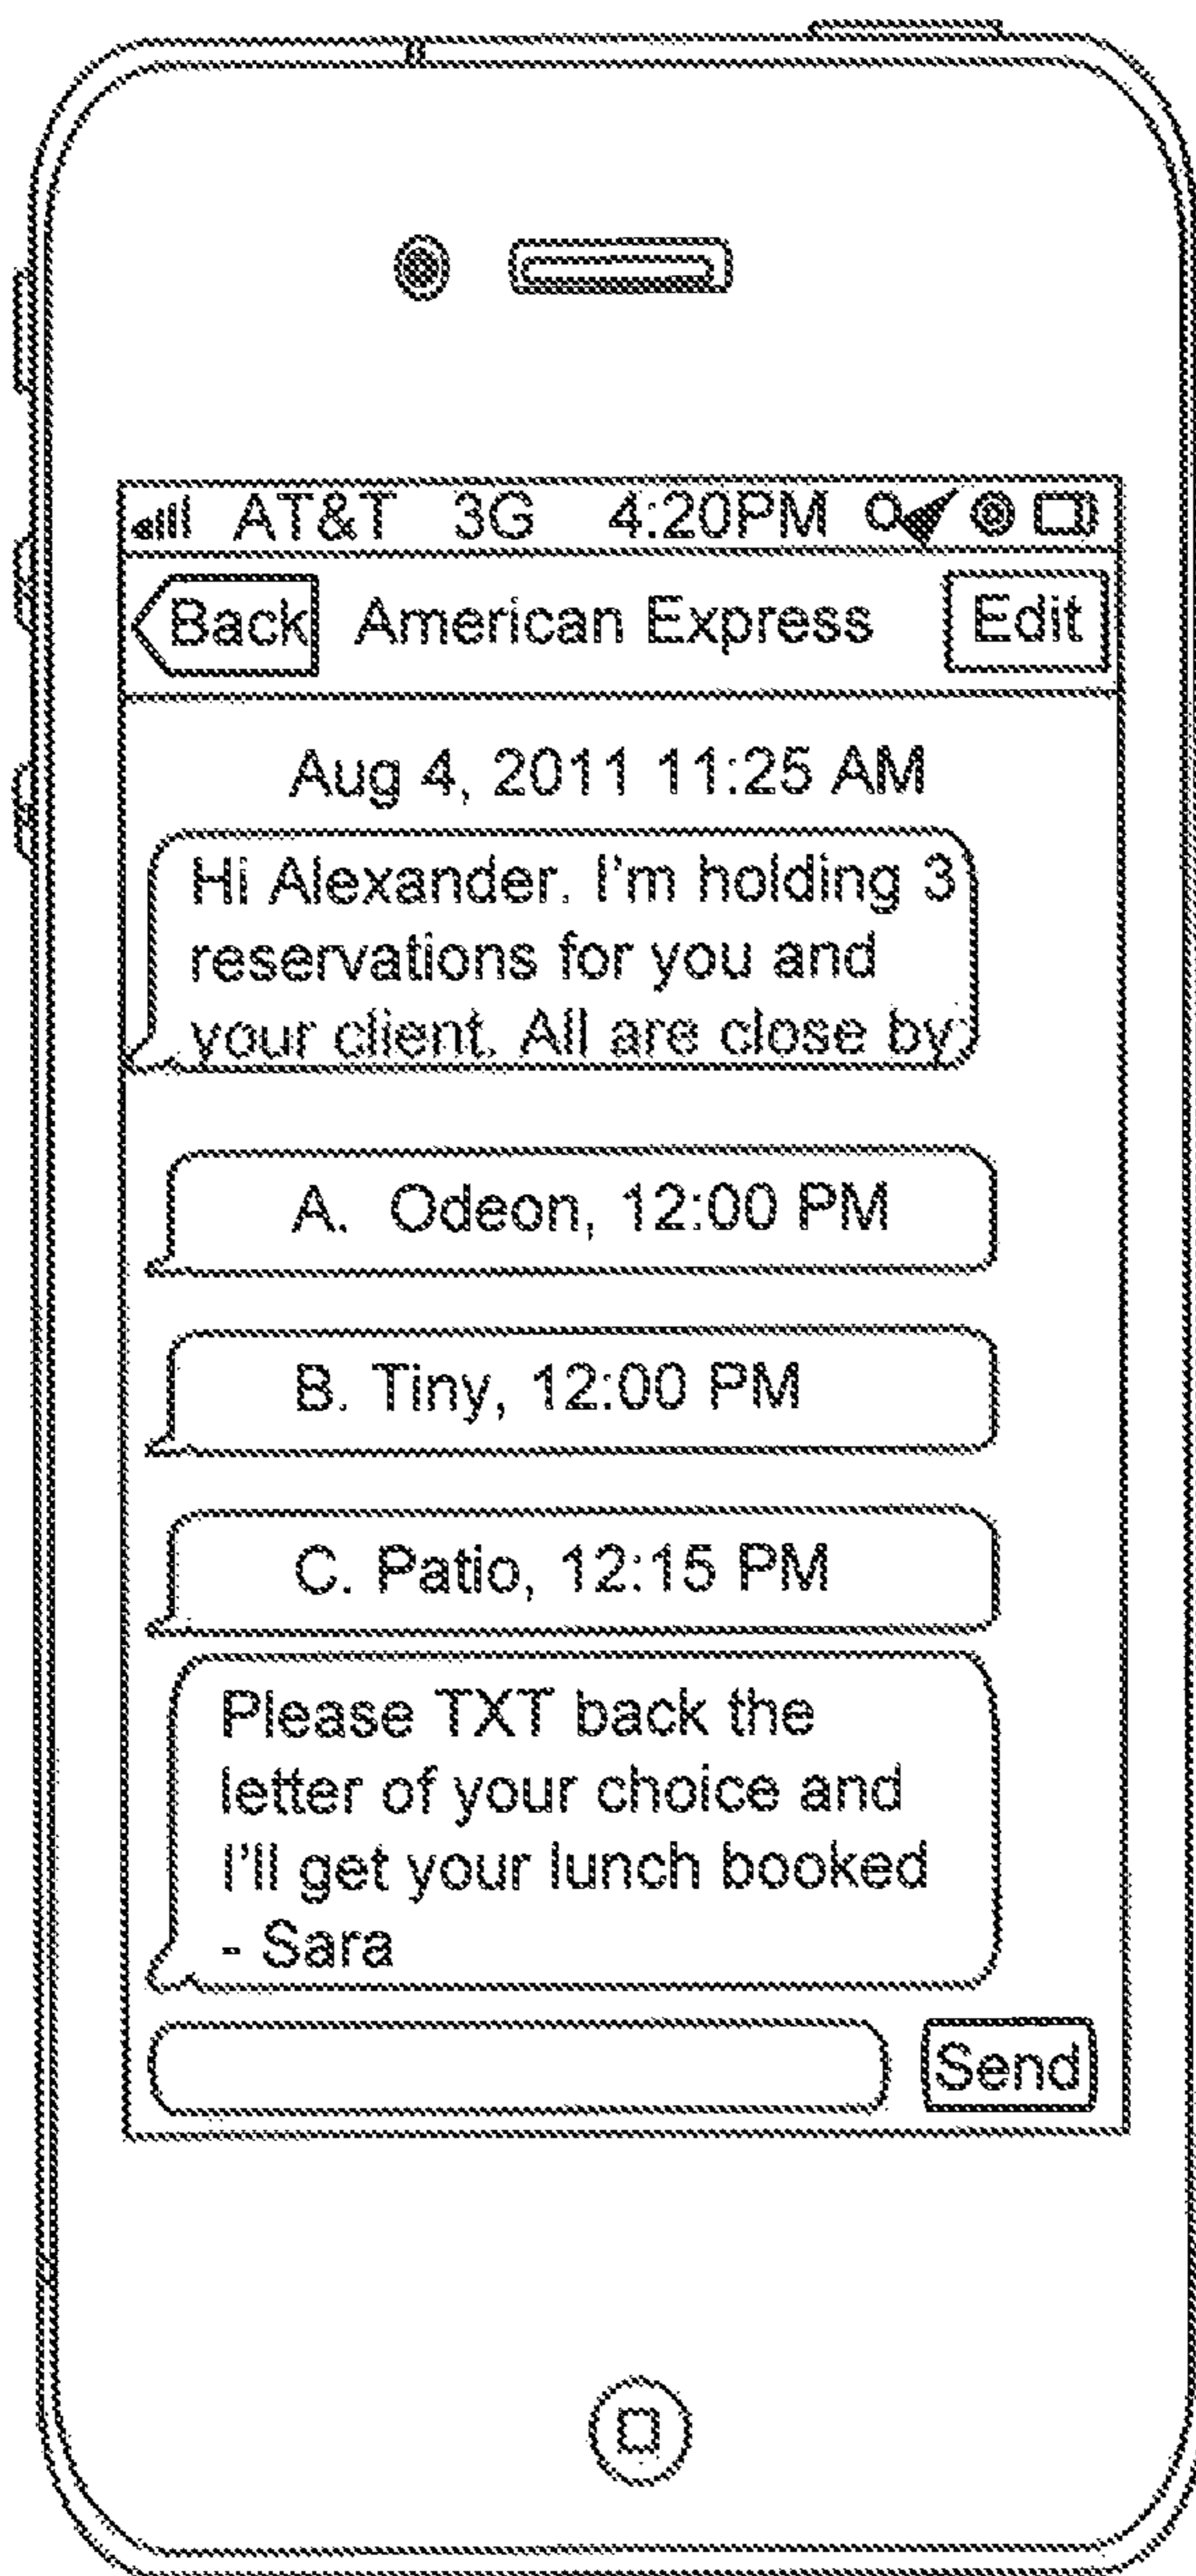 AT&T 3G 4:20PM
Back American Express Edit
Aug 4, 2011 11:25 AM
Hi Alexander. I'm holding 3
reservations for you and
your client. All are close by:
A. Odeon, 12:00 PM
B. Tiny, 12:00 PM
C. Patio, 12:15 PM
Please TXT back the
letter of your choice and
I'll get your lunch booked
- Sara
Send